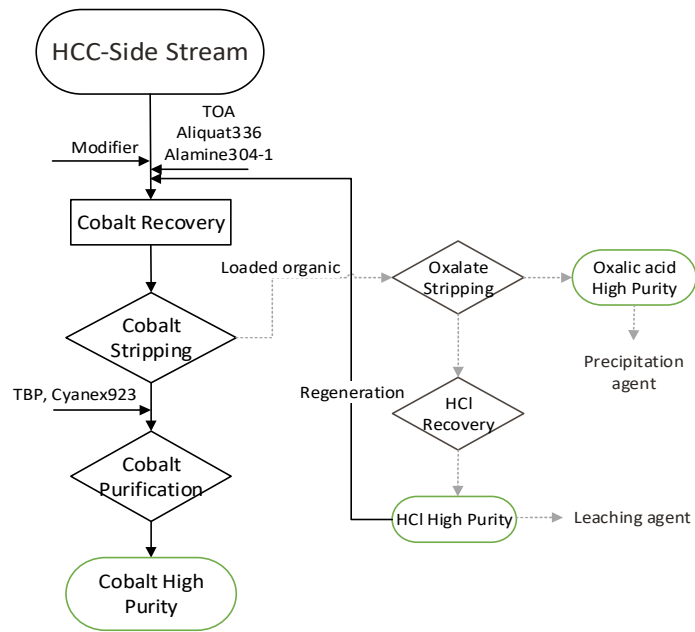 HCC-Side Stream
TOA
Aliquat336
Alamine304-1
Modifier
Cobalt Recovery
Loaded organic
Oxalate
Stripping
Oxalic acid
High Purity
Cobalt
Stripping
Precipitation
agent
TBP, Cyanex923
Regeneration
HCl
Recovery
Cobalt
Purification
HCl High Purity
Leaching agent
Cobalt High
Purity